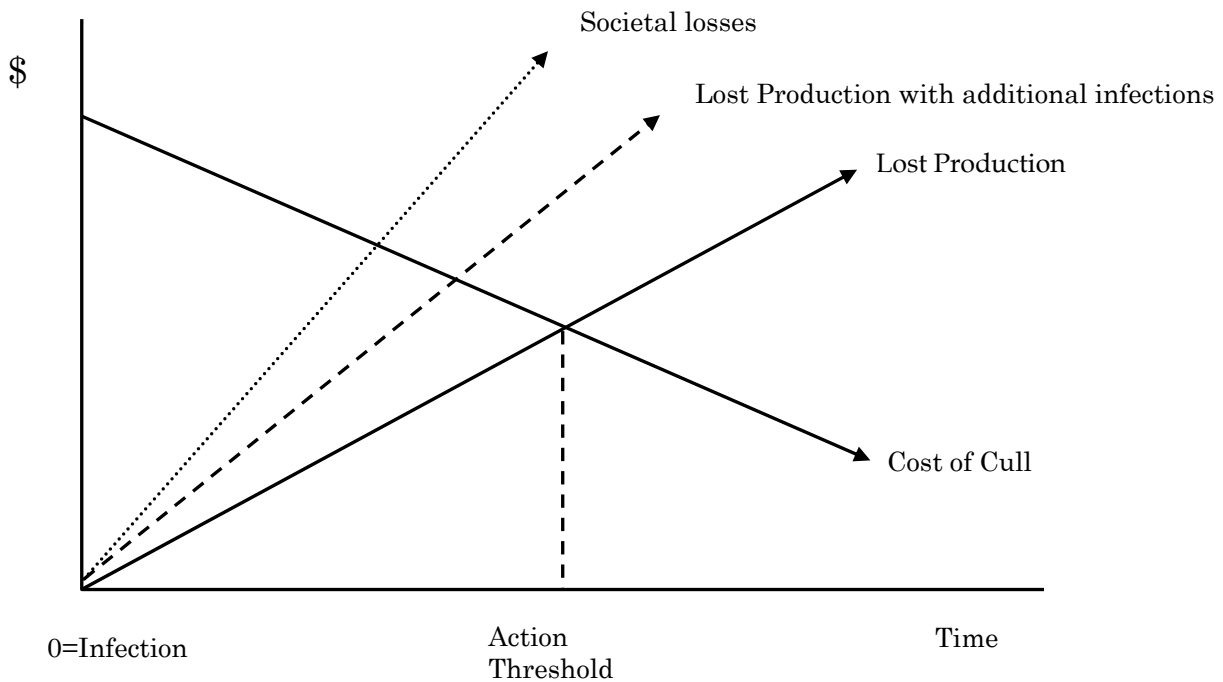 Societal losses
$
Lost Production with additional infections
Lost Production
Cost of Cull
0=Infection
Action
Threshold
Time